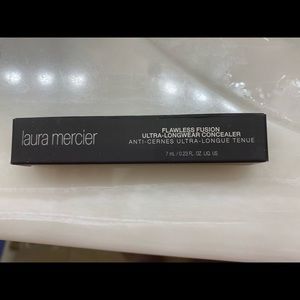 laura mercier
FLAWLESS FUSION
ULTRA-LONGWEAR CONCEALER
ANTI-CERNES ULTRA-LONGUE TENUE
7 mL / 0.23 FL. OZ. LIQ. US